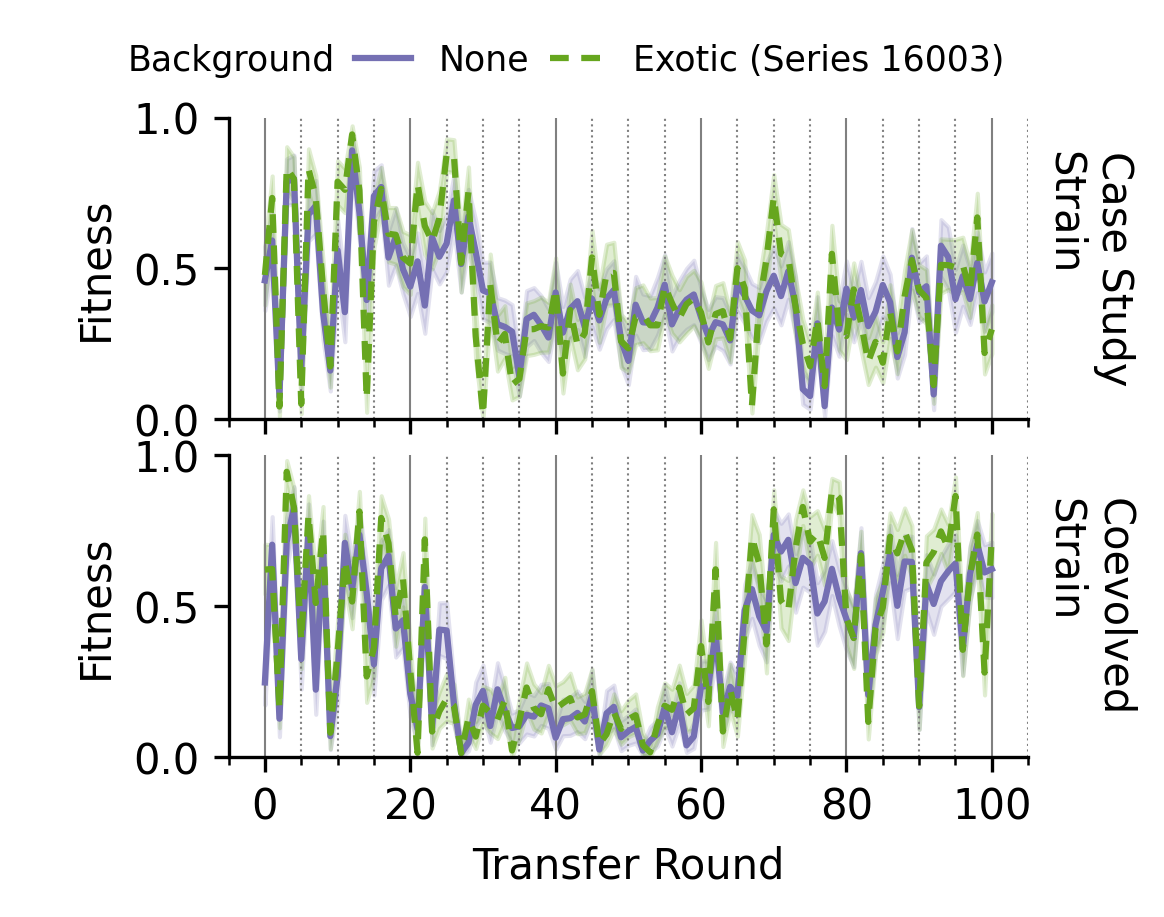 Background None Exotic (Series 16003)
1.0
0.5
0.0
Fitness
Case Study
Strain
1.0
0.5
0.0
Fitness
Coevolved
Strain
0 20 40 60 80 100
Transfer Round